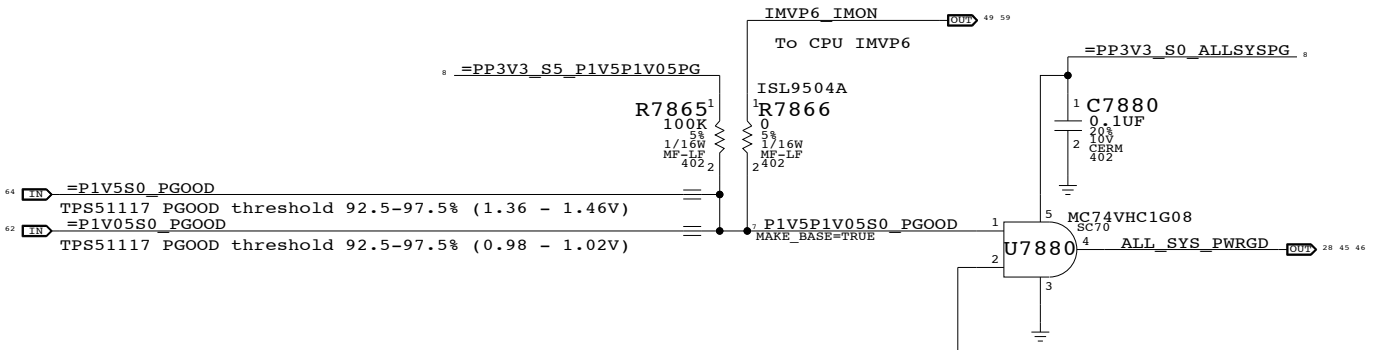 IMVP6_IMON
OUT 49 59
To CPU IMVP6
=PP3V3_S0_ALLSYSPG 8
8 =PP3V3_S5_P1V5P1V05PG
ISL9504A
R7865 1
100K
5%
1/16W
MF-LF
402 2
1 R7866
0
5%
1/16W
MF-LF
2 402
1 C7880
0.1UF
20%
10V
2 CERM
402
64 IN =P1V5S0_PGOOD
TPS51117 PGOOD threshold 92.5-97.5% (1.36 - 1.46V)
62 IN =P1V05S0_PGOOD
TPS51117 PGOOD threshold 92.5-97.5% (0.98 - 1.02V)
7 P1V5P1V05S0_PGOOD
MAKE_BASE=TRUE
1
2
5 MC74VHC1G08
SC70
U7880
4 ALL_SYS_PWRGD
OUT 28 45 46
3